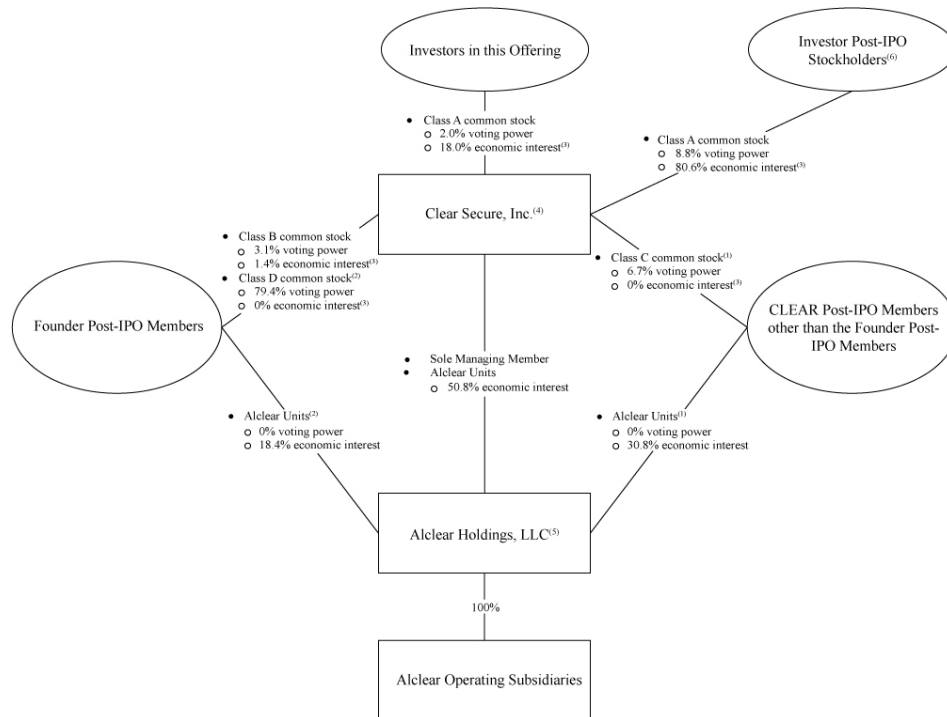 Investors in this Offering
Investor Post-IPO
Stockholders(6)
• Class A common stock
o 2.0% voting power
o 18.0% economic interest(3)
• Class A common stock
o 8.8% voting power
o 80.6% economic interest(3)
Clear Secure, Inc.(4)
• Class B common stock
o 3.1% voting power
o 1.4% economic interest(3)
• Class D common stock(2)
o 79.4% voting power
o 0% economic interest(3)
• Class C common stock(1)
o 6.7% voting power
o 0% economic interest(3)
Founder Post-IPO Members
CLEAR Post-IPO Members
other than the Founder Post-
IPO Members
• Sole Managing Member
• Alclear Units
o 50.8% economic interest
• Alclear Units(2)
o 0% voting power
o 18.4% economic interest
• Alclear Units(1)
o 0% voting power
o 30.8% economic interest
Alclear Holdings, LLC(5)
100%
Alclear Operating Subsidiaries